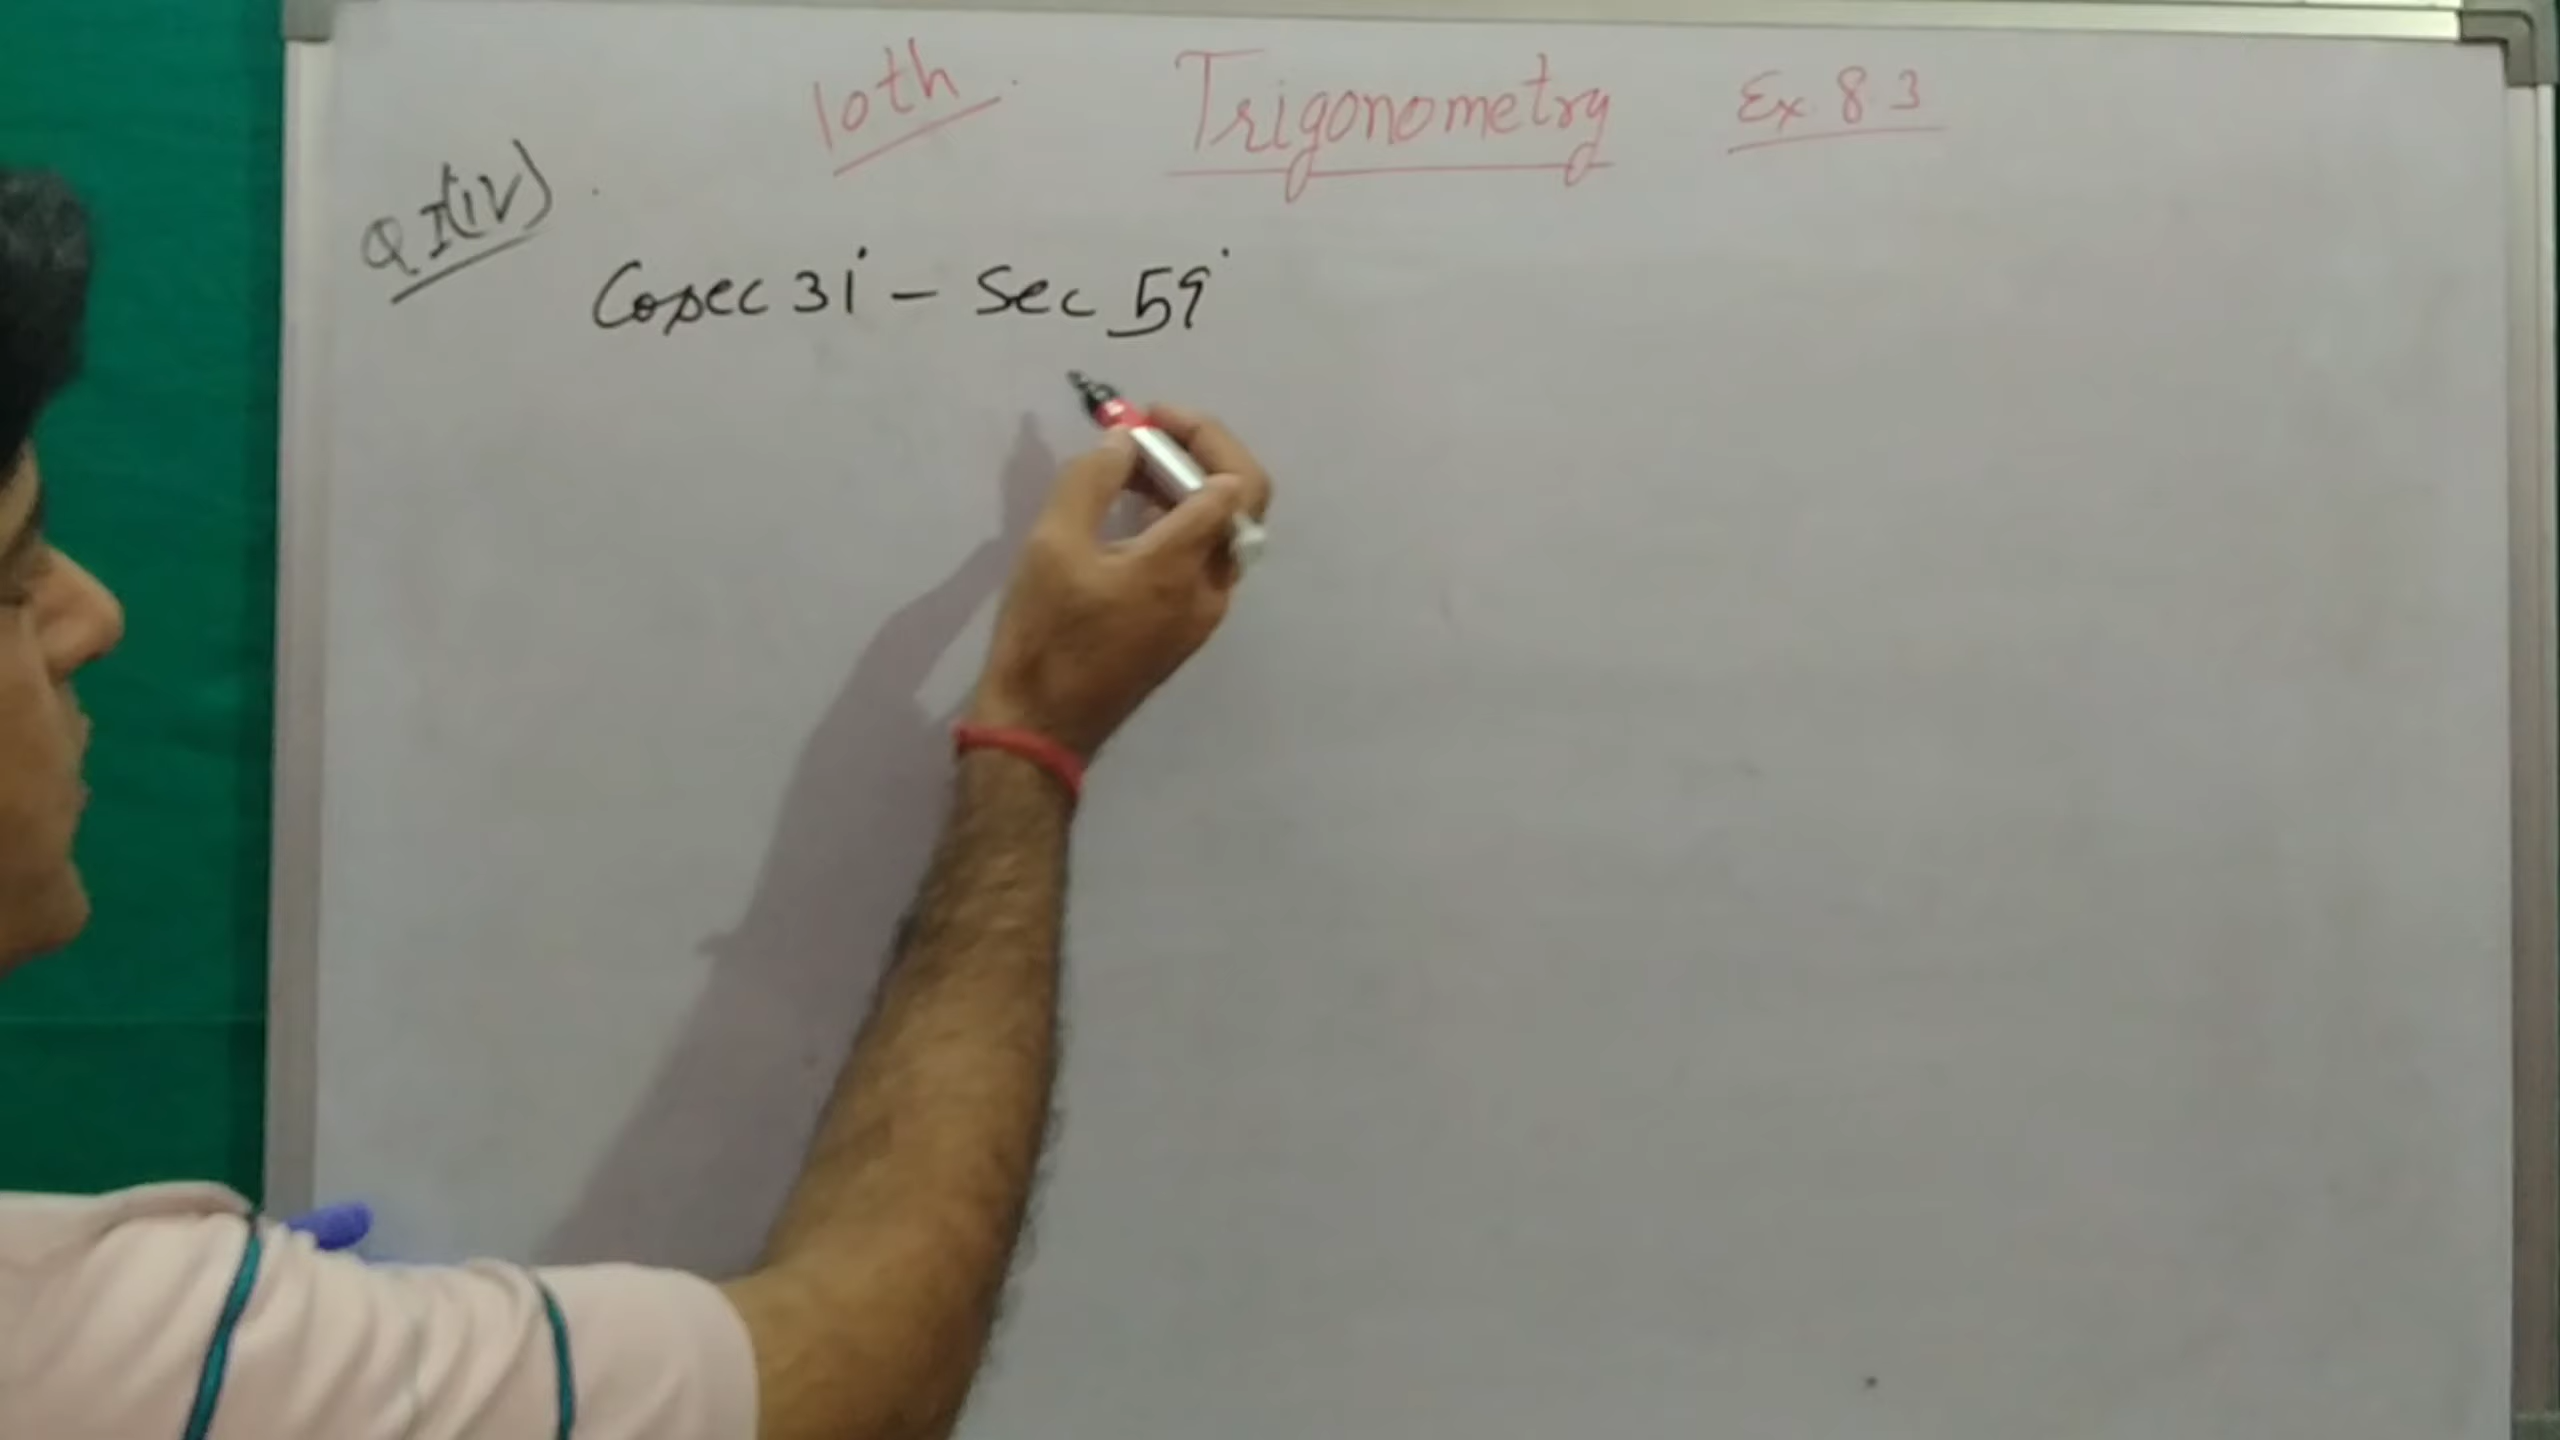 10th. Trigonometry Ex 8.3
Q I(IV).
Cosec 31° - Sec 59°